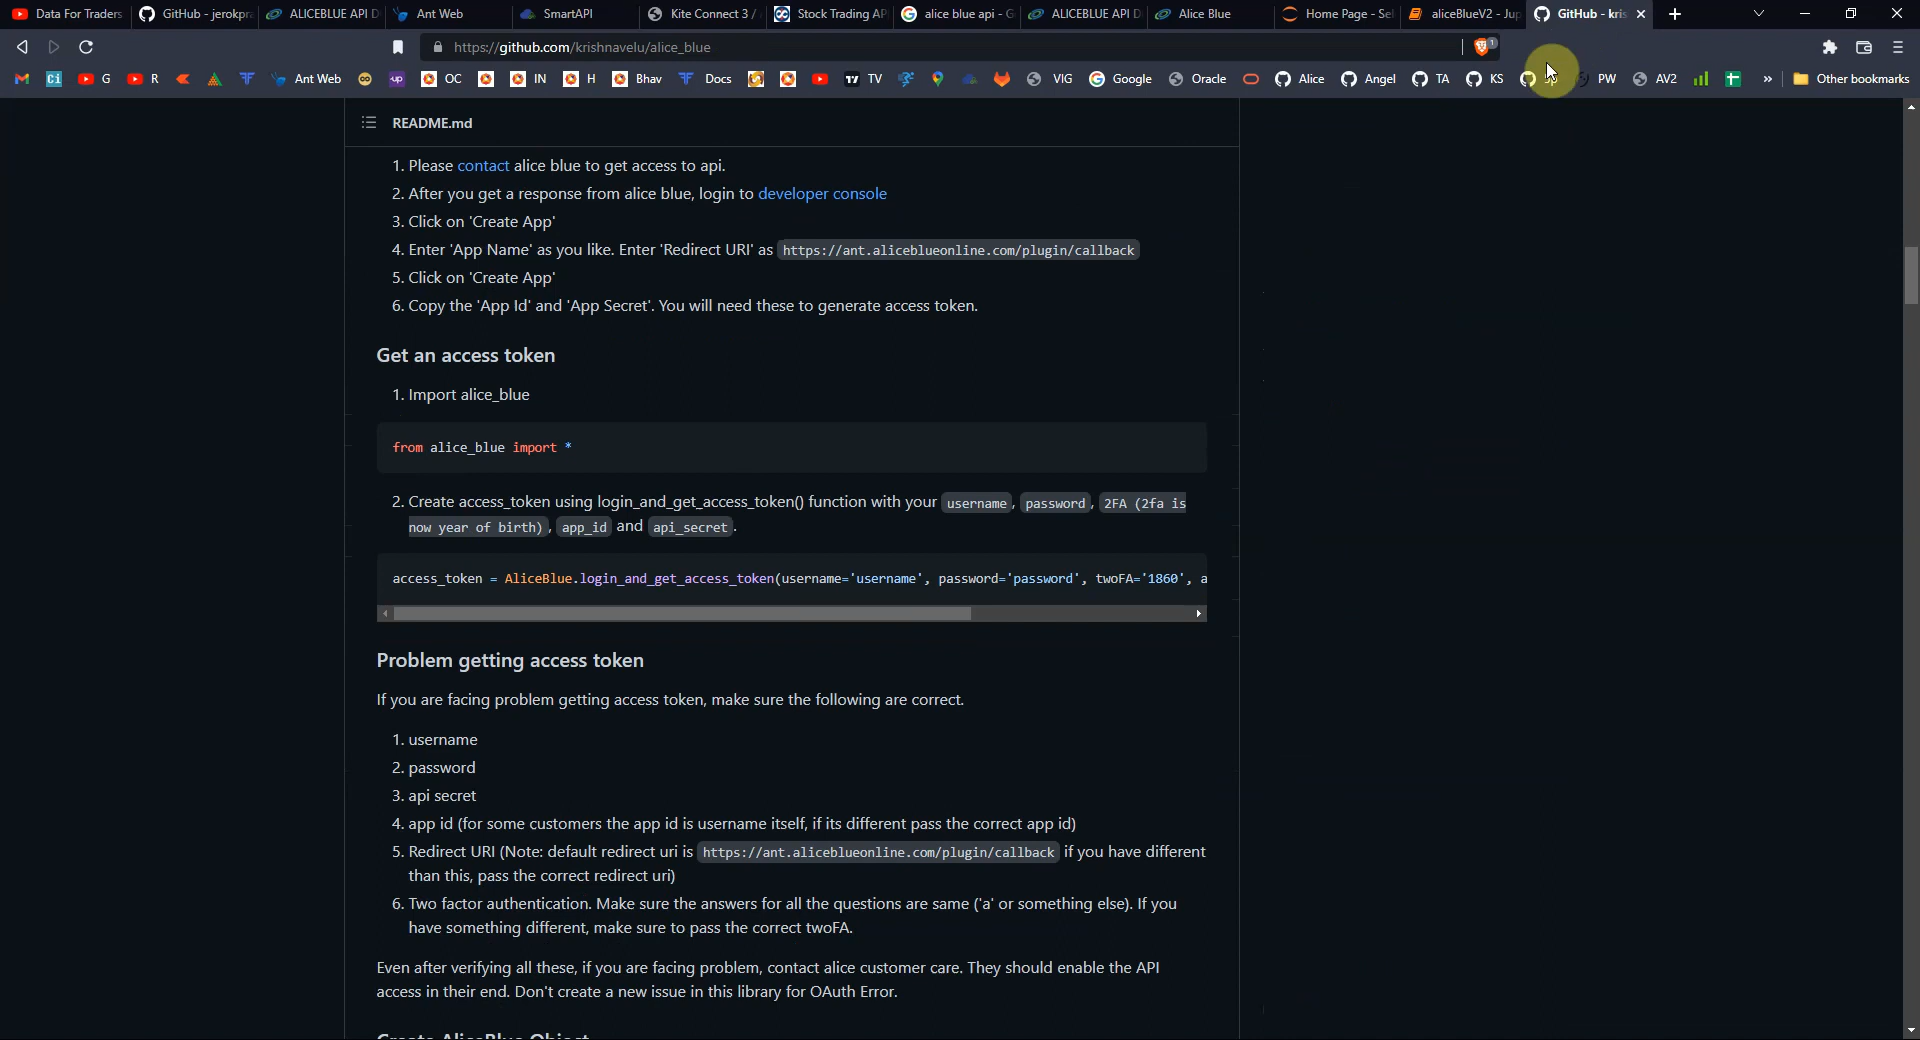 Data For Traders
GitHub - jerokpr
ALICEBLUE API D
Ant Web
SmartAPI
Kite Connect 3 /
Stock Trading AP
alice blue api - G
ALICEBLUE API D
Alice Blue
Home Page - Sel
aliceBlueV2 - Jup
GitHub - kris
https://github.com/krishnavelu/alice_blue
1
Ci G R Ant Web up OC IN H Bhav Docs TV VIG Google Oracle Alice Angel TA KS PW AV2 » Other bookmarks
README.md
1. Please contact alice blue to get access to api.
2. After you get a response from alice blue, login to developer console
3. Click on 'Create App'
4. Enter 'App Name' as you like. Enter 'Redirect URI' as https://ant.aliceblueonline.com/plugin/callback
5. Click on 'Create App'
6. Copy the 'App Id' and 'App Secret'. You will need these to generate access token.
Get an access token
1. Import alice_blue
from alice_blue import *
2. Create access_token using login_and_get_access_token() function with your username, password, 2FA (2fa is
now year of birth), app_id and api_secret.
access_token = AliceBlue.login_and_get_access_token(username='username', password='password', twoFA='1860', a
Problem getting access token
If you are facing problem getting access token, make sure the following are correct.
1. username
2. password
3. api secret
4. app id (for some customers the app id is username itself, if its different pass the correct app id)
5. Redirect URI (Note: default redirect uri is https://ant.aliceblueonline.com/plugin/callback if you have different
than this, pass the correct redirect uri)
6. Two factor authentication. Make sure the answers for all the questions are same ('a' or something else). If you
have something different, make sure to pass the correct twoFA.
Even after verifying all these, if you are facing problem, contact alice customer care. They should enable the API
access in their end. Don't create a new issue in this library for OAuth Error.
Create AliceBlue Object